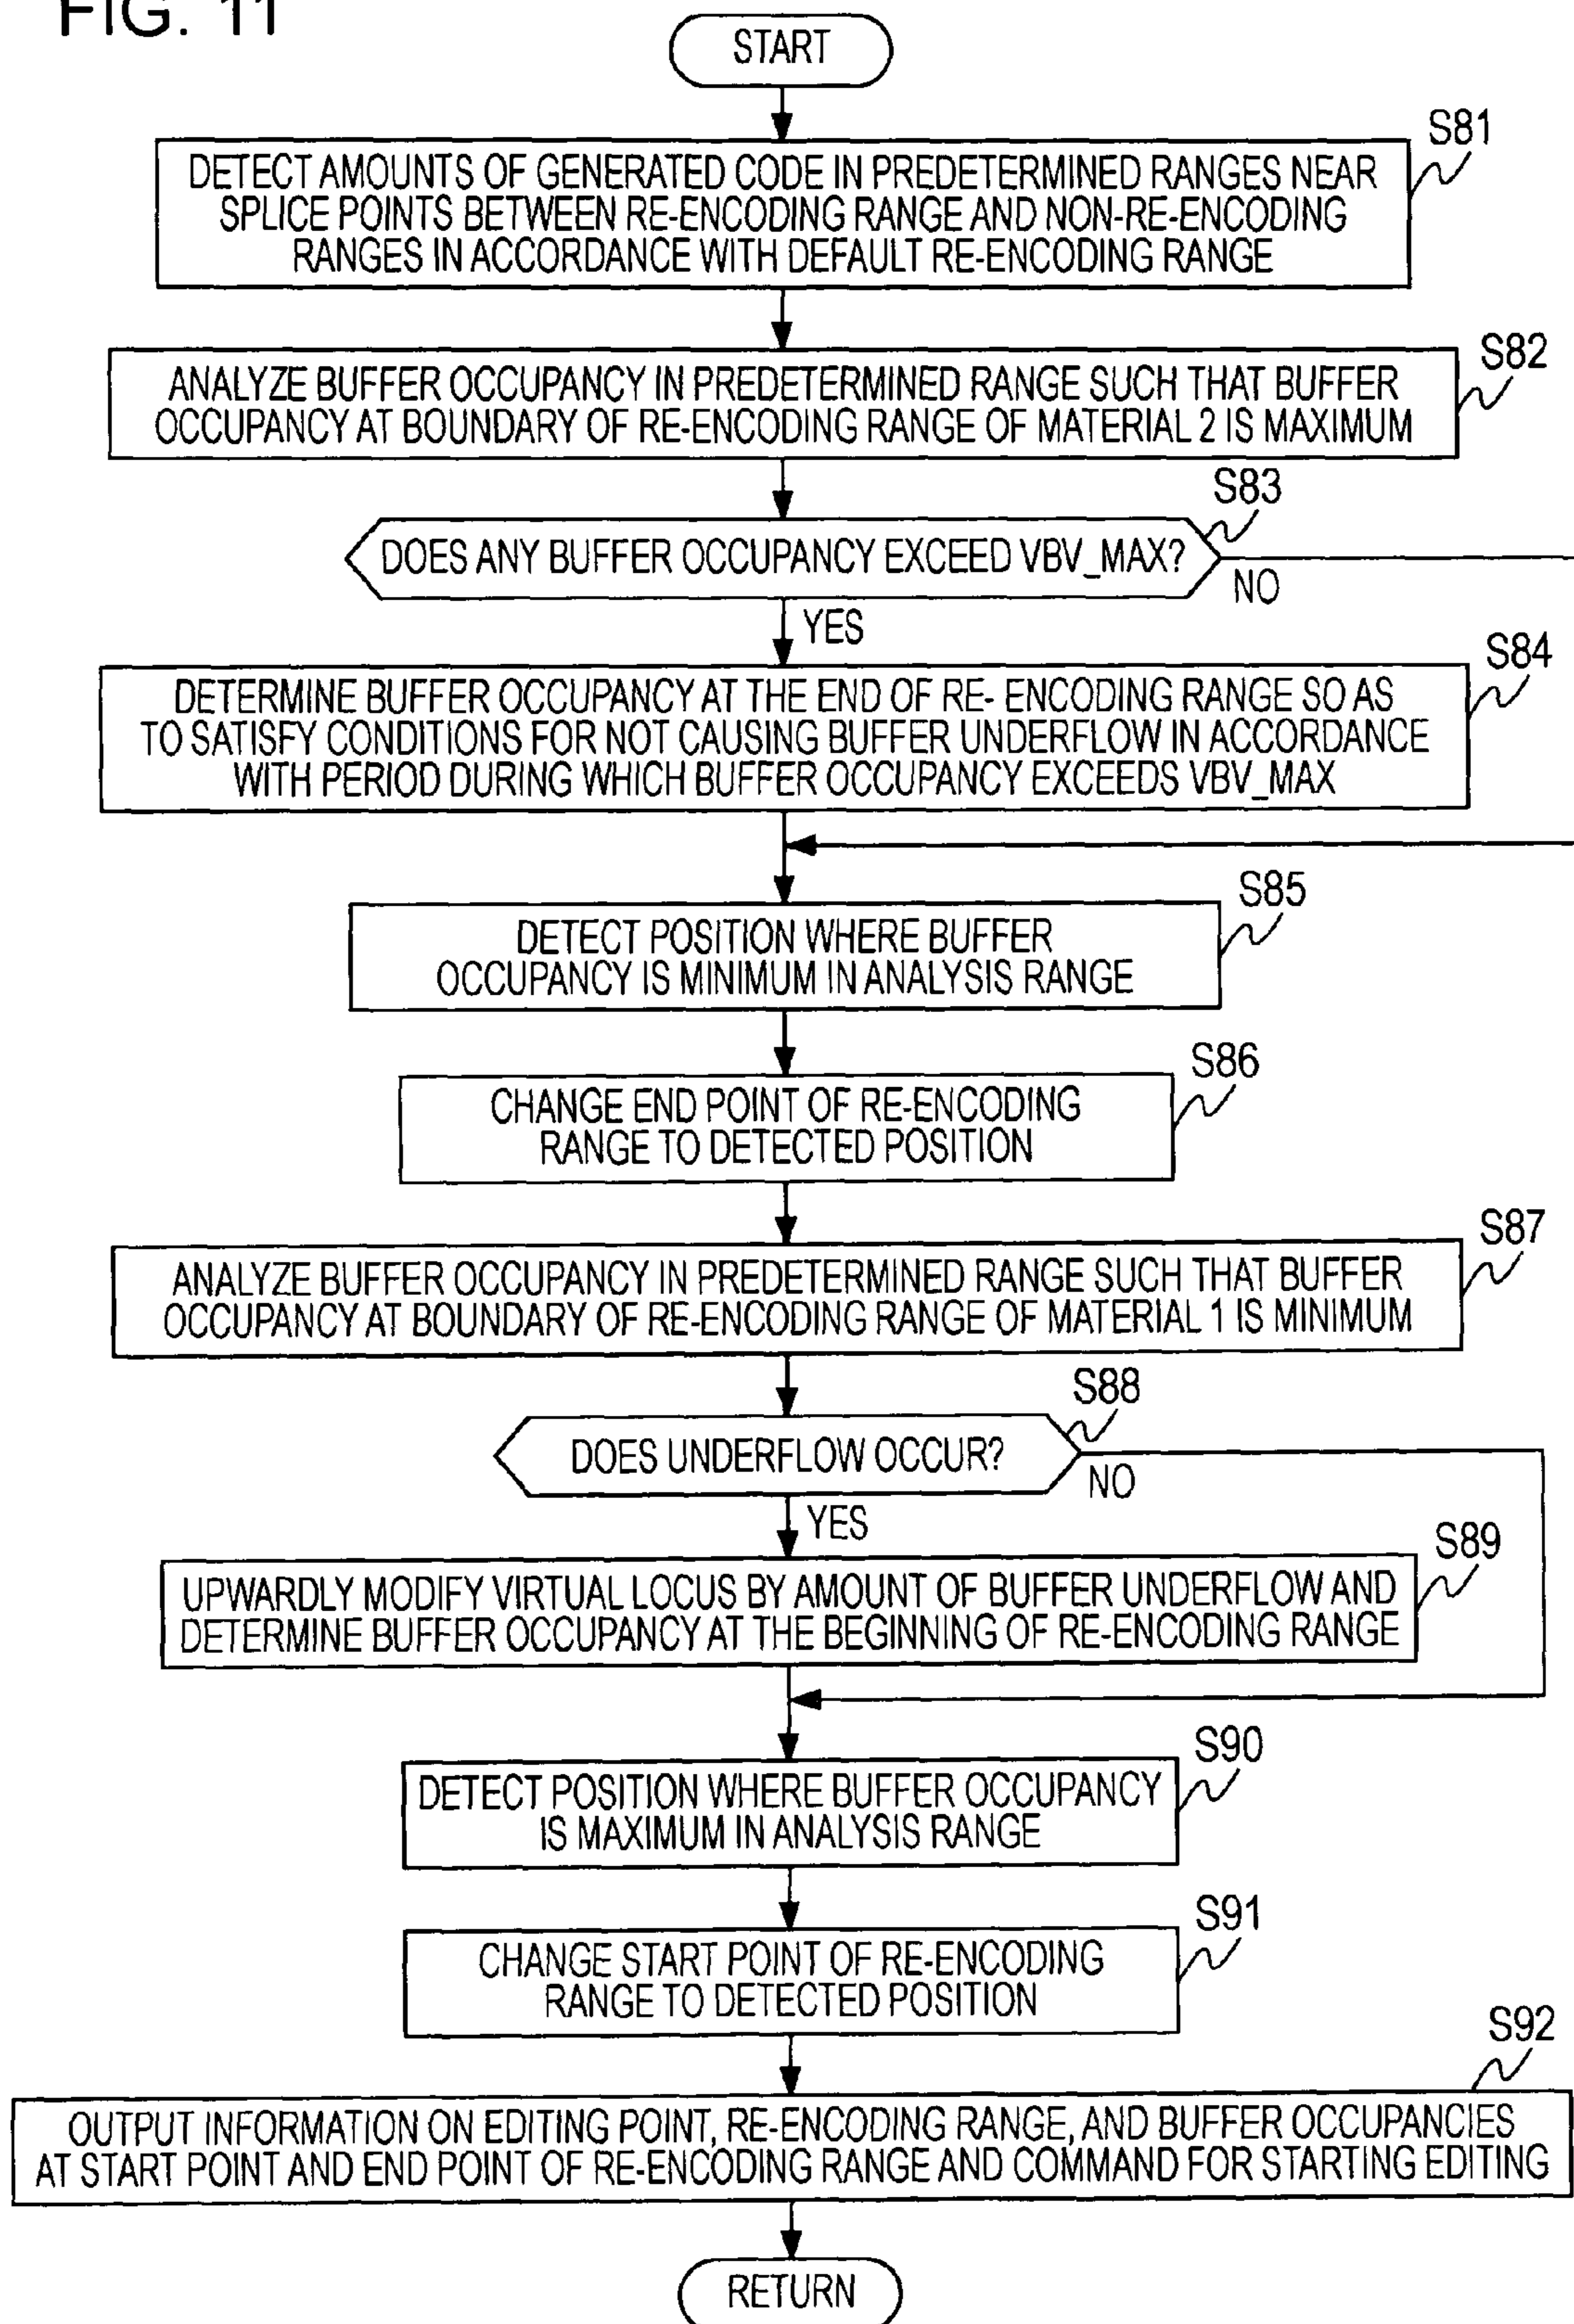 FIG. 11
START
S81
DETECT AMOUNTS OF GENERATED CODE IN PREDETERMINED RANGES NEAR
SPLICE POINTS BETWEEN RE-ENCODING RANGE AND NON-RE-ENCODING
RANGES IN ACCORDANCE WITH DEFAULT RE-ENCODING RANGE
S82
ANALYZE BUFFER OCCUPANCY IN PREDETERMINED RANGE SUCH THAT BUFFER
OCCUPANCY AT BOUNDARY OF RE-ENCODING RANGE OF MATERIAL 2 IS MAXIMUM
S83
DOES ANY BUFFER OCCUPANCY EXCEED VBV_MAX?
NO
YES
S84
DETERMINE BUFFER OCCUPANCY AT THE END OF RE- ENCODING RANGE SO AS
TO SATISFY CONDITIONS FOR NOT CAUSING BUFFER UNDERFLOW IN ACCORDANCE
WITH PERIOD DURING WHICH BUFFER OCCUPANCY EXCEEDS VBV_MAX
S85
DETECT POSITION WHERE BUFFER
OCCUPANCY IS MINIMUM IN ANALYSIS RANGE
S86
CHANGE END POINT OF RE-ENCODING
RANGE TO DETECTED POSITION
S87
ANALYZE BUFFER OCCUPANCY IN PREDETERMINED RANGE SUCH THAT BUFFER
OCCUPANCY AT BOUNDARY OF RE-ENCODING RANGE OF MATERIAL 1 IS MINIMUM
S88
DOES UNDERFLOW OCCUR?
NO
YES
S89
UPWARDLY MODIFY VIRTUAL LOCUS BY AMOUNT OF BUFFER UNDERFLOW AND
DETERMINE BUFFER OCCUPANCY AT THE BEGINNING OF RE-ENCODING RANGE
S90
DETECT POSITION WHERE BUFFER OCCUPANCY
IS MAXIMUM IN ANALYSIS RANGE
S91
CHANGE START POINT OF RE-ENCODING
RANGE TO DETECTED POSITION
S92
OUTPUT INFORMATION ON EDITING POINT, RE-ENCODING RANGE, AND BUFFER OCCUPANCIES
AT START POINT AND END POINT OF RE-ENCODING RANGE AND COMMAND FOR STARTING EDITING
RETURN